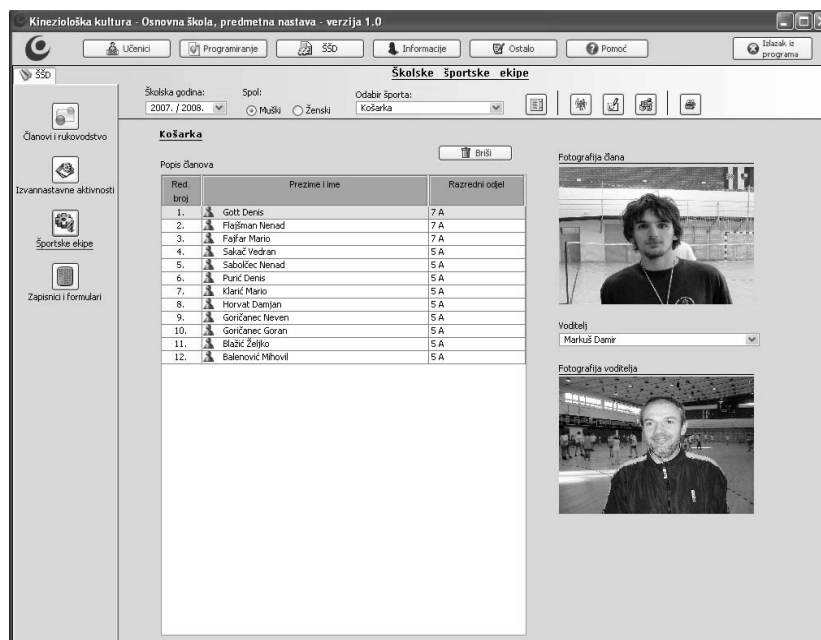 Kineziološka kultura - Osnovna škola, predmetna nastava - verzija 1.0
Učenici
Programiranje
ŠŠD
Informacije
Ostalo
Pomoć
Izlazak iz programa
ŠŠD
Školske športske ekipe
Školska godina:
Spol:
Odabir športa:
2007. / 2008.
Muški
Ženski
Košarka
Članovi i rukovodstvo
Izvannastavne aktivnosti
Športske ekipe
Zapisnici i formulari
Košarka
Briši
Popis članova
Red. broj Prezime i ime Razredni odjel
1. Gott Denis 7 A
2. Flajšman Nenad 7 A
3. Fajfar Mario 7 A
4. Sakač Vedran 5 A
5. Sabolčec Nenad 5 A
6. Purić Denis 5 A
7. Klarić Mario 5 A
8. Horvat Damjan 5 A
9. Goričanec Neven 5 A
10. Goričanec Goran 5 A
11. Blažić Željko 5 A
12. Balenović Mihovil 5 A
Fotografija člana
Voditelj
Markuš Damir
Fotografija voditelja